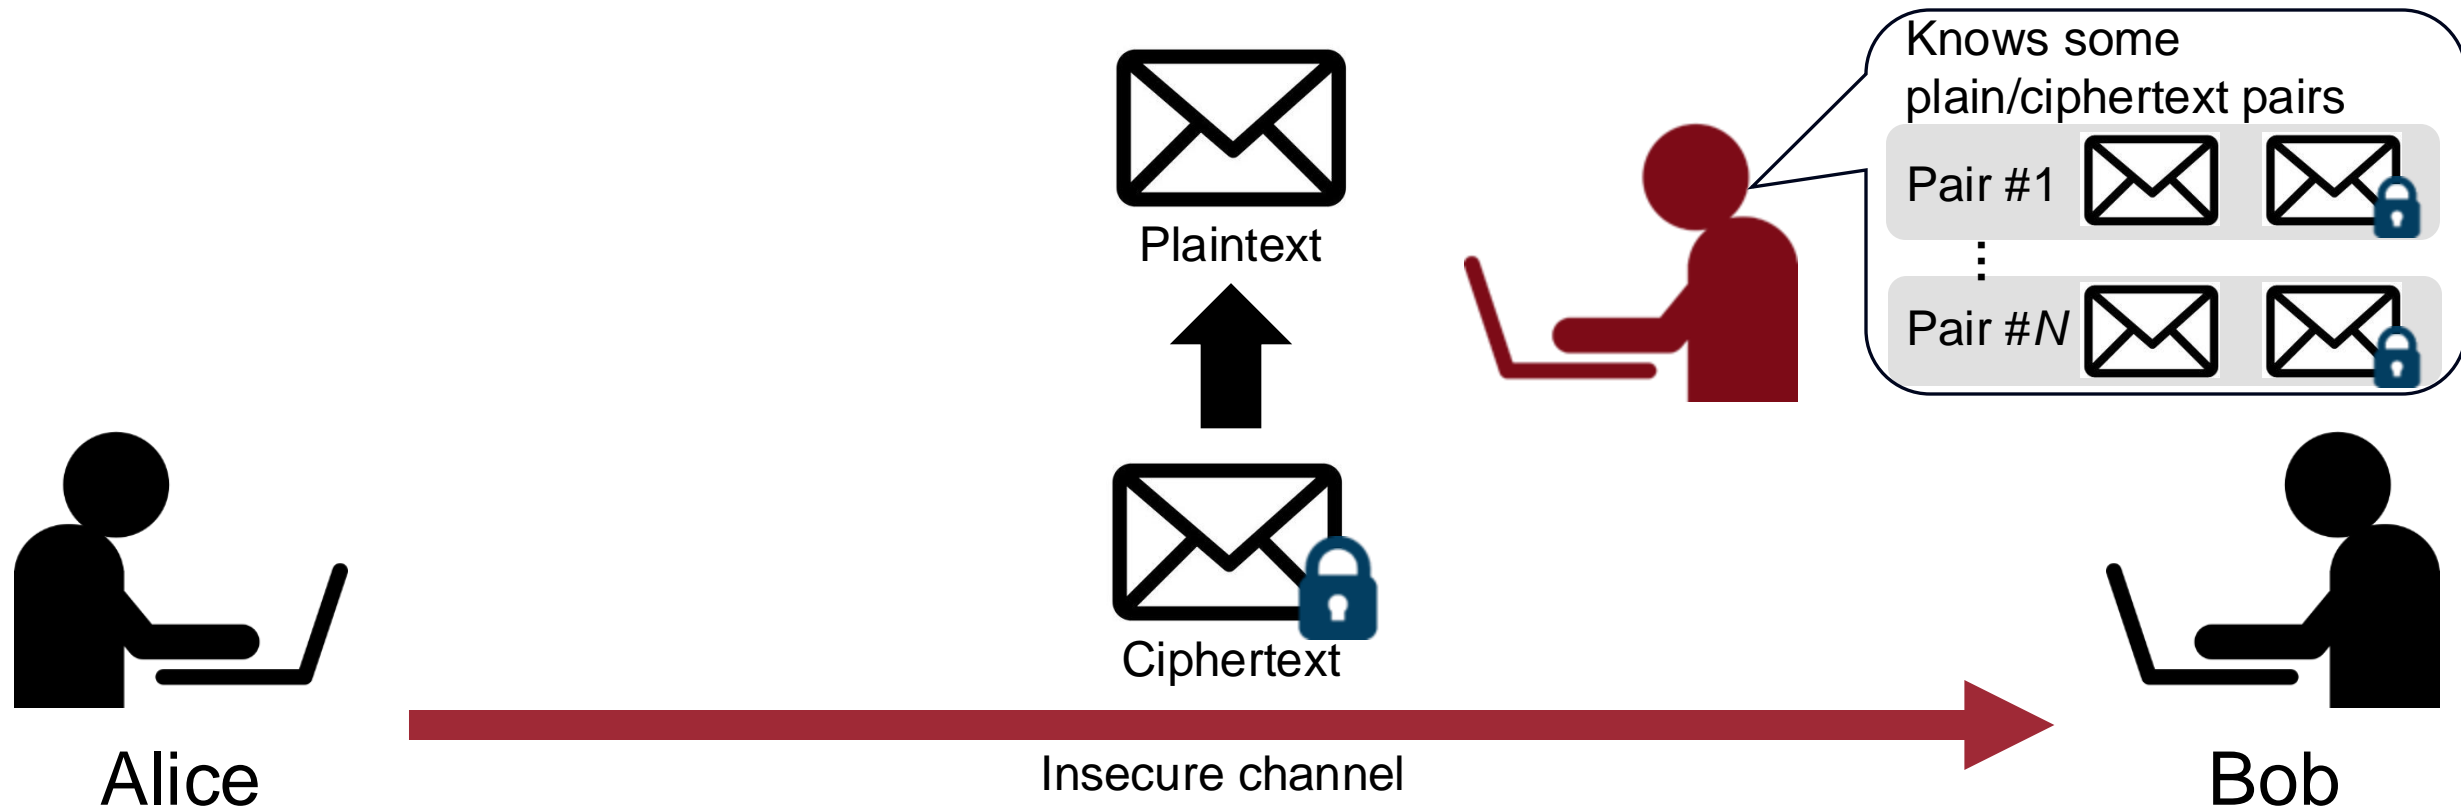 Knows some
plain/ciphertext pairs
Pair #1
⋮
Pair #N
Plaintext
Ciphertext
Insecure channel
Alice
Bob